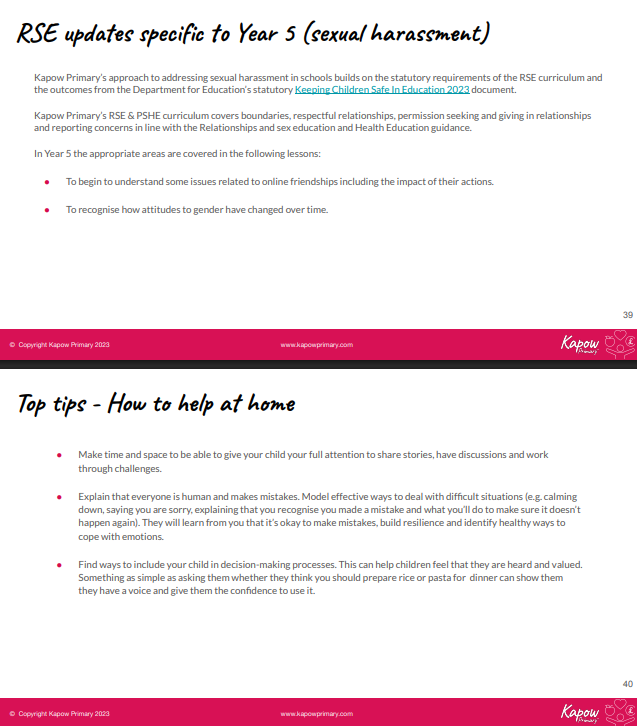 RSE updates specific to Year 5 (sexual harassment)
Kapow Primary's approach to addressing sexual harassment in schools builds on the statutory requirements of the RSE curriculum and
the outcomes from the Department for Education's statutory Keeping Children Safe In Education 2023 document.
Kapow Primary's RSE & PSHE curriculum covers boundaries, respectful relationships, permission seeking and giving in relationships
and reporting concerns in line with the Relationships and sex education and Health Education guidance.
In Year 5 the appropriate areas are covered in the following lessons:
● To begin to understand some issues related to online friendships including the impact of their actions.
● To recognise how attitudes to gender have changed over time.
39
© Copyright Kapow Primary 2023 www.kapowprimary.com Kapow
Primary
Top tips - How to help at home
● Make time and space to be able to give your child your full attention to share stories, have discussions and work
through challenges.
● Explain that everyone is human and makes mistakes. Model effective ways to deal with difficult situations (e.g. calming
down, saying you are sorry, explaining that you recognise you made a mistake and what you'll do to make sure it doesn't
happen again). They will learn from you that it's okay to make mistakes, build resilience and identify healthy ways to
cope with emotions.
● Find ways to include your child in decision-making processes. This can help children feel that they are heard and valued.
Something as simple as asking them whether they think you should prepare rice or pasta for dinner can show them
they have a voice and give them the confidence to use it.
40
© Copyright Kapow Primary 2023 www.kapowprimary.com Kapow
Primary